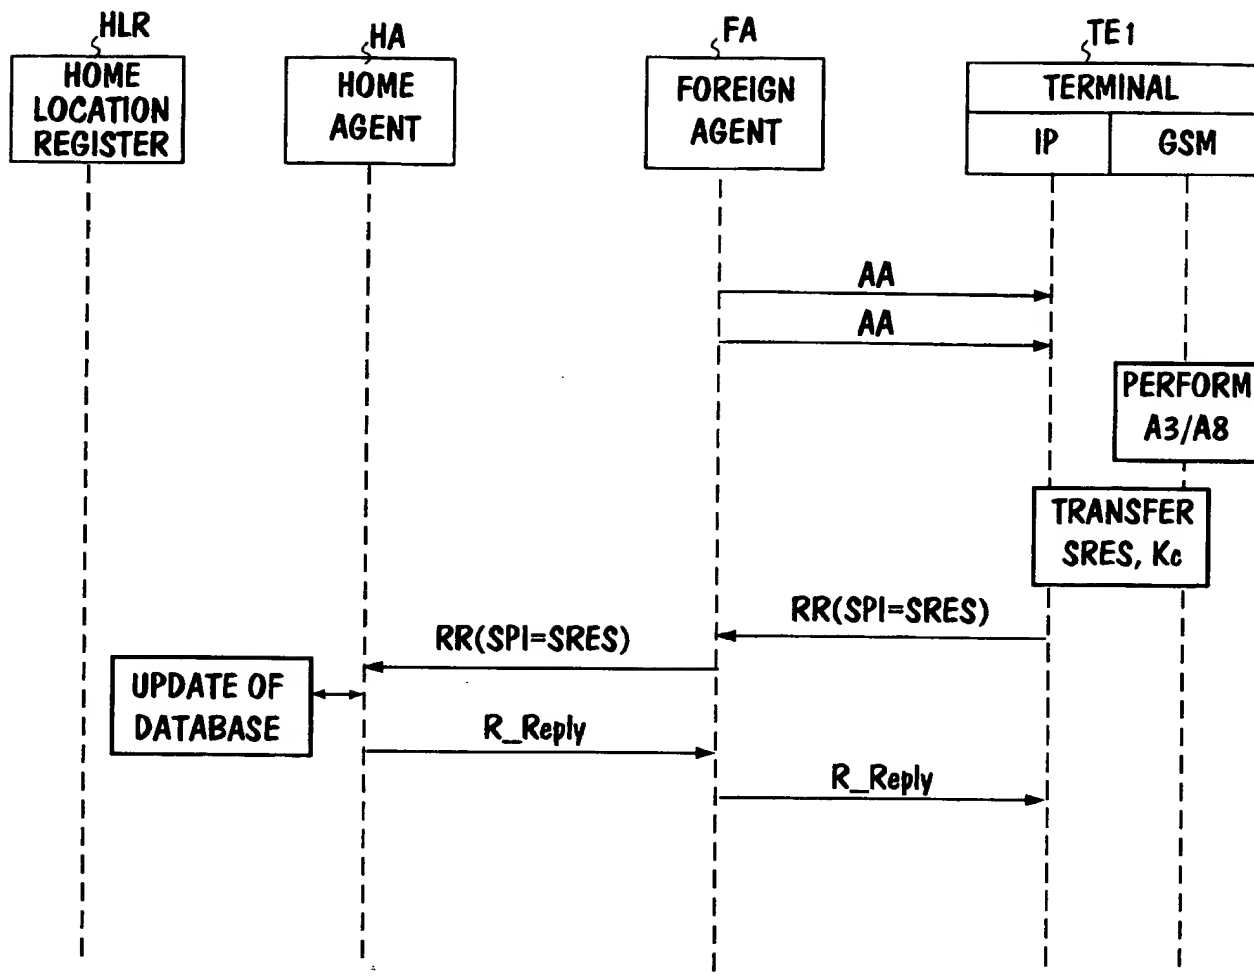 HLR
HA
FA
TE1
HOME
LOCATION
REGISTER
HOME
AGENT
FOREIGN
AGENT
TERMINAL
IP
GSM
AA
AA
PERFORM
A3/A8
TRANSFER
SRES, Kc
RR(SPI=SRES)
RR(SPI=SRES)
UPDATE OF
DATABASE
R_Reply
R_Reply